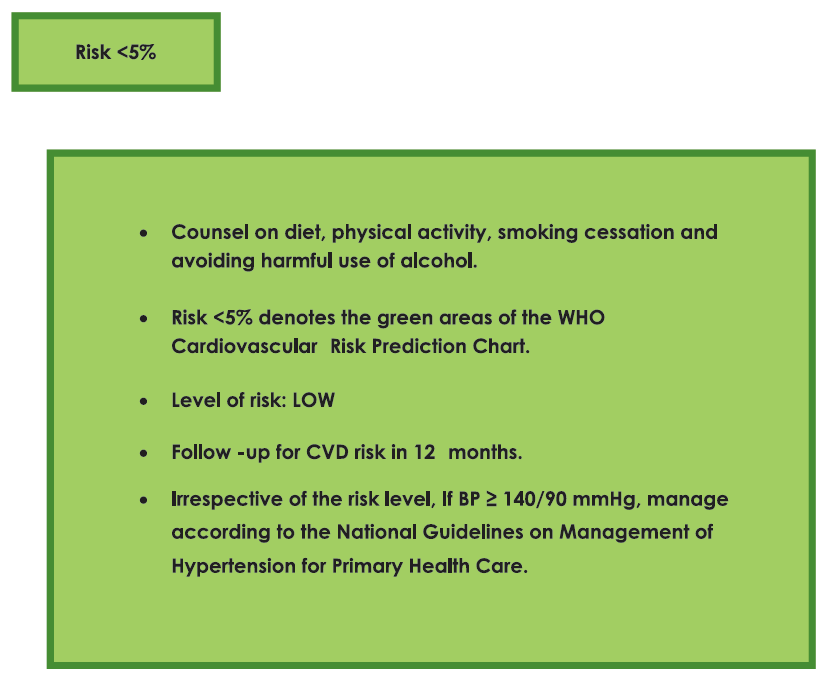 Risk <5%
• Counsel on diet, physical activity, smoking cessation and
avoiding harmful use of alcohol.
• Risk <5% denotes the green areas of the WHO
Cardiovascular Risk Prediction Chart.
• Level of risk: LOW
• Follow -up for CVD risk in 12 months.
• Irrespective of the risk level, If BP ≥ 140/90 mmHg, manage
according to the National Guidelines on Management of
Hypertension for Primary Health Care.